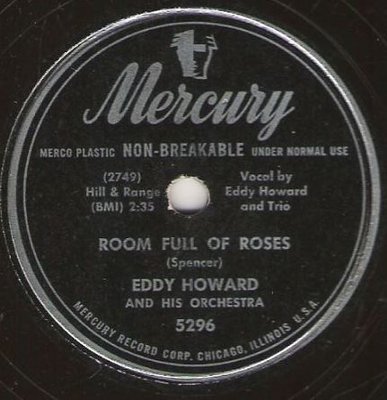 Mercury
MERCO PLASTIC NON-BREAKABLE UNDER NORMAL USE
(2749)
Hill & Range
(BMI) 2:35
Vocal by
Eddy Howard
and Trio
ROOM FULL OF ROSES
(Spencer)
EDDY HOWARD
AND HIS ORCHESTRA
5296
MERCURY RECORD CORP. CHICAGO, ILLINOIS U.S.A.